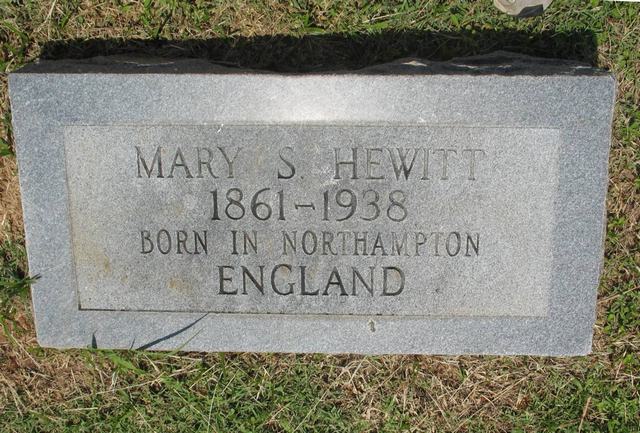 MARY S. HEWITT
1861-1938
BORN IN NORTHAMPTON
ENGLAND